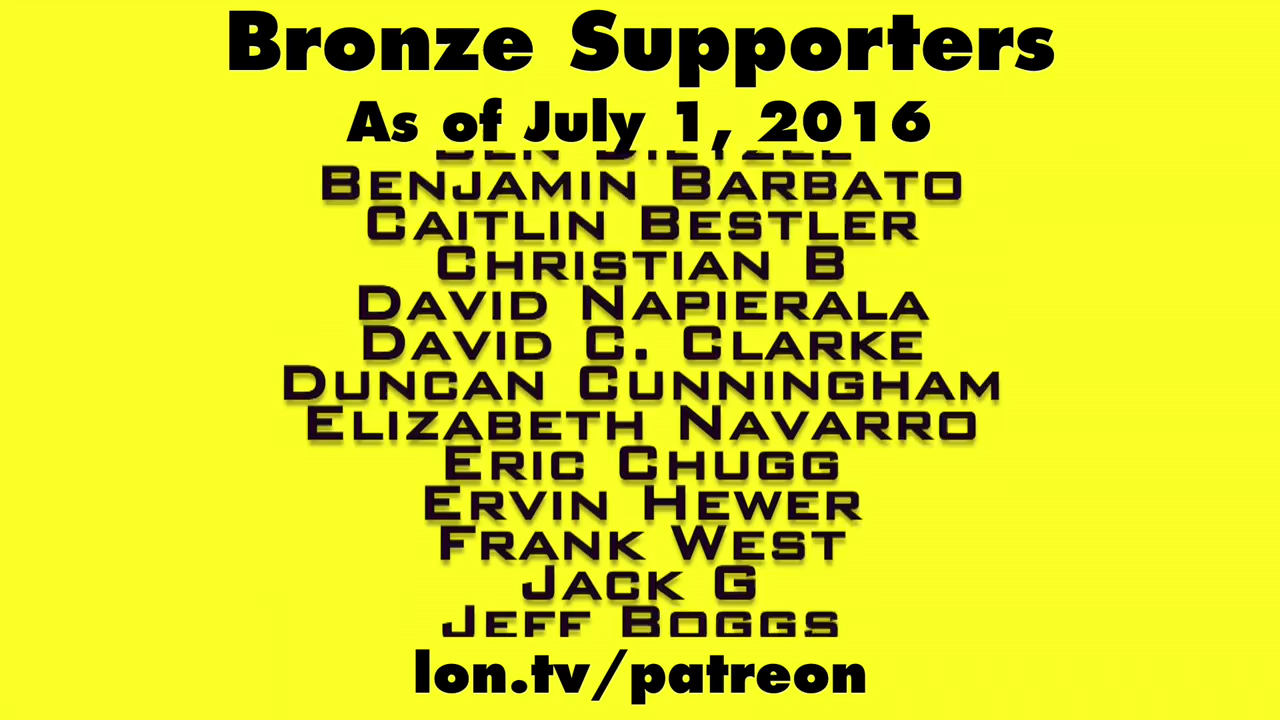 Bronze Supporters
As of July 1, 2016
BENJAMIN BARBATO
CAITLIN BESTLER
CHRISTIAN B
DAVID NAPIERALA
DAVID C. CLARKE
DUNCAN CUNNINGHAM
ELIZABETH NAVARRO
ERIC CHUGG
ERVIN HEWER
FRANK WEST
JACK G
JEFF BOGGS
lon.tv/patreon